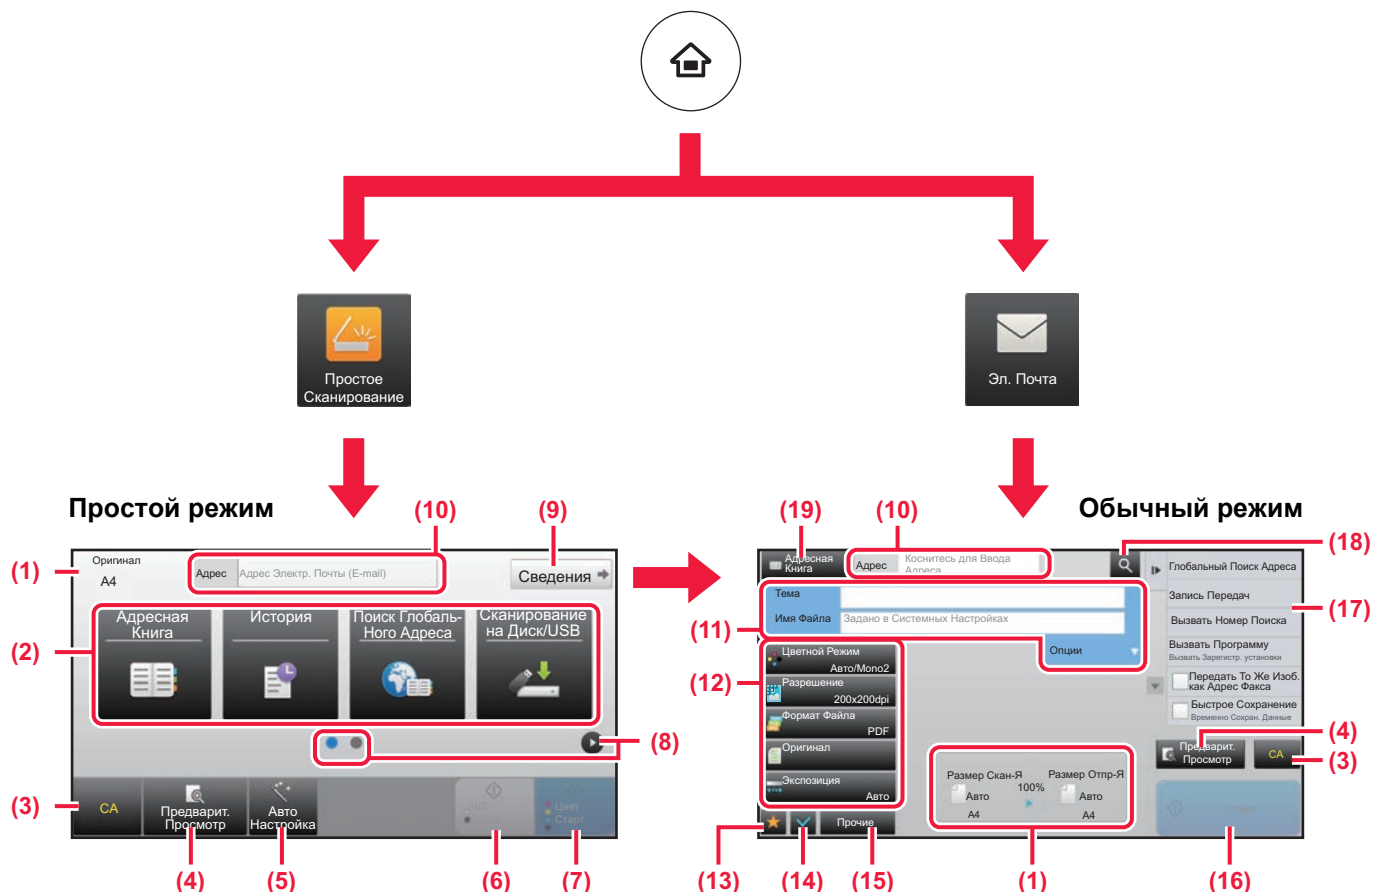 Простое
Сканирование
Эл. Почта
Простой режим
Обычный режим
(10)
(9)
(19)
(10)
(18)
(1)
Оригинал
A4
Адрес
Адрес Электр. Почты (E-mail)
Сведения
(2)
Адресная
Книга
История
Поиск Глобаль-
Ного Адреса
Сканирование
на Диск/USB
(8)
(3)
CA
Предварит.
Просмотр
Авто
Настройка
Цвет
Старт
(4)
(5)
(6)
(7)
Адресная
Книга
Адрес
Коснитесь для Ввода
Адреса
Тема
Имя Файла
Задано в Системных Настройках
Опции
(11)
(12)
Цветной Режим
Авто/Mono2
Разрешение
200x200dpi
Формат Файла
PDF
Оригинал
Экспозиция
Авто
Прочие
Размер Скан-Я
100%
Размер Отпр-Я
Авто
Авто
A4
A4
Глобальный Поиск Адреса
Запись Передач
Вызвать Номер Поиска
Вызвать Программу
Вызвать Зарегистр. установки
Передать То Же Изоб.
как Адрес Факса
Быстрое Сохранение
Временно Сохран. Данные
(17)
Предварит.
Просмотр
CA
(4)
(3)
Старт
(13)
(14)
(15)
(1)
(16)